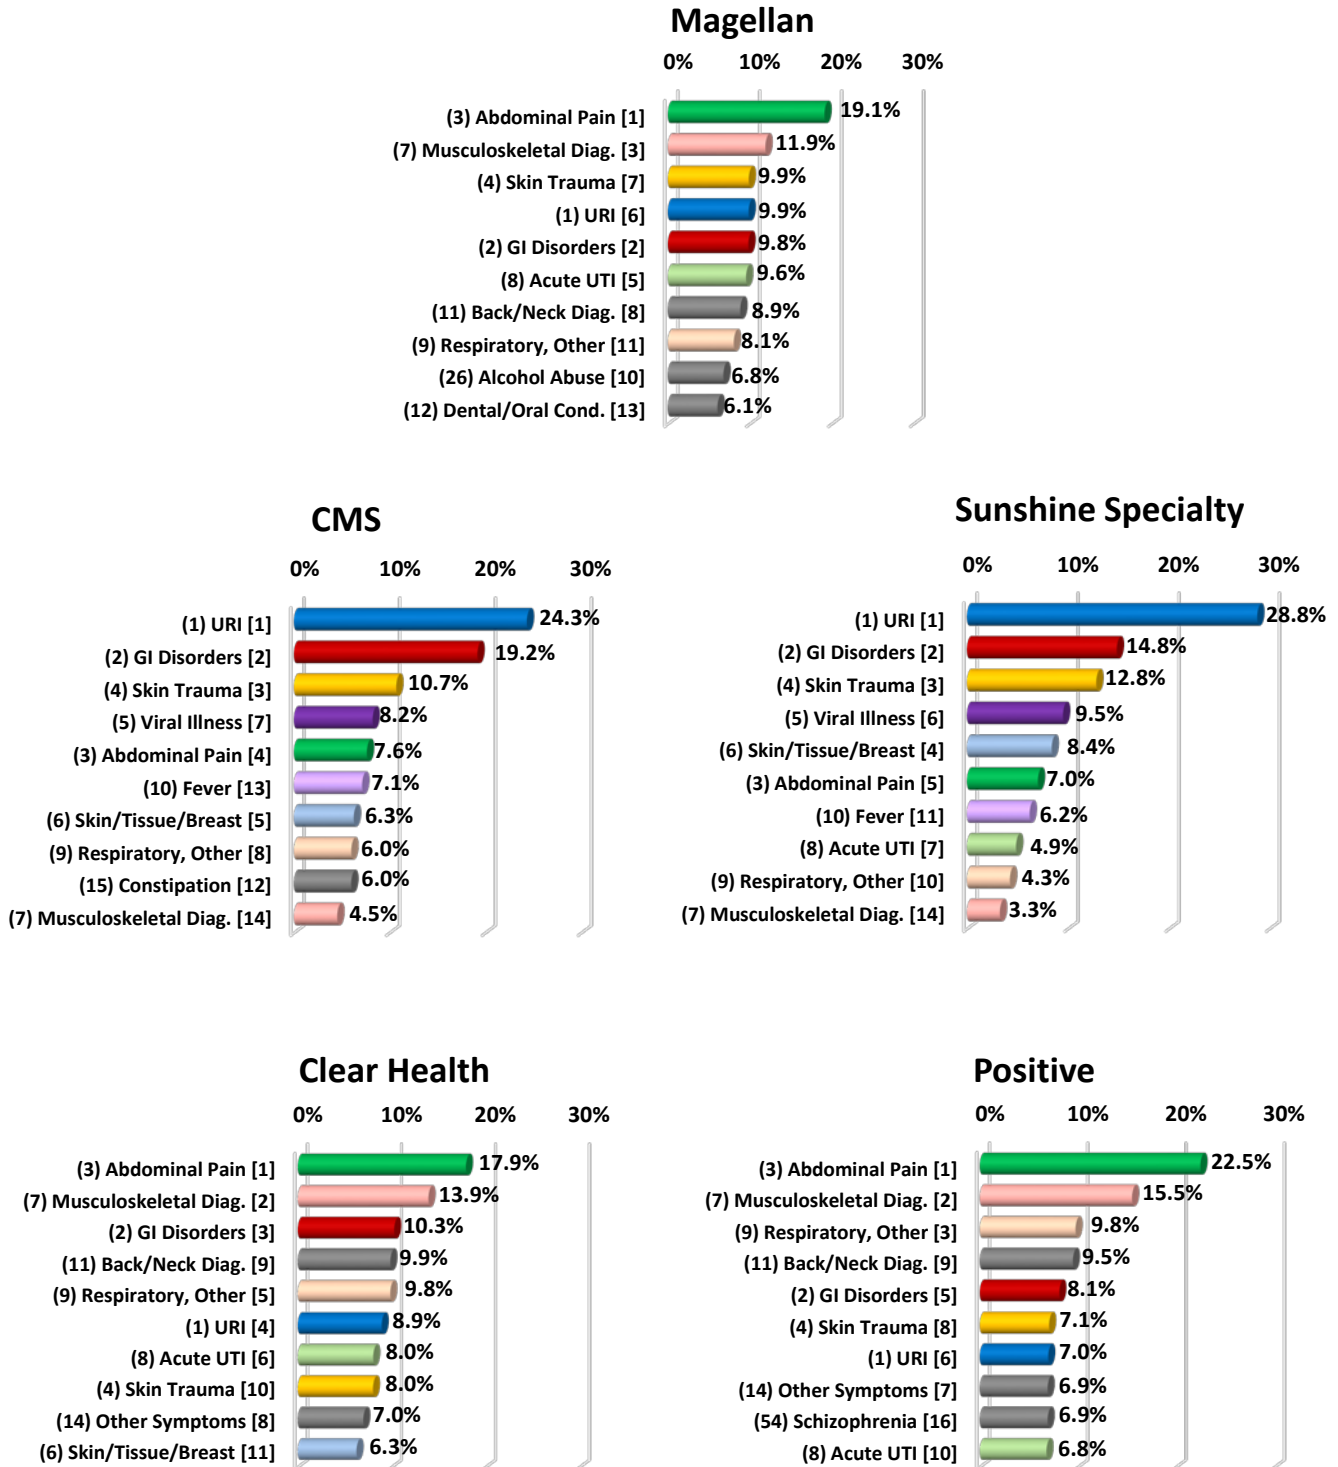 Magellan
0% 10% 20% 30%
(3) Abdominal Pain [1] 19.1%
(7) Musculoskeletal Diag. [3] 11.9%
(4) Skin Trauma [7] 9.9%
(1) URI [6] 9.9%
(2) GI Disorders [2] 9.8%
(8) Acute UTI [5] 9.6%
(11) Back/Neck Diag. [8] 8.9%
(9) Respiratory, Other [11] 8.1%
(26) Alcohol Abuse [10] 6.8%
(12) Dental/Oral Cond. [13] 6.1%
CMS
0% 10% 20% 30%
(1) URI [1] 24.3%
(2) GI Disorders [2] 19.2%
(4) Skin Trauma [3] 10.7%
(5) Viral Illness [7] 8.2%
(3) Abdominal Pain [4] 7.6%
(10) Fever [13] 7.1%
(6) Skin/Tissue/Breast [5] 6.3%
(9) Respiratory, Other [8] 6.0%
(15) Constipation [12] 6.0%
(7) Musculoskeletal Diag. [14] 4.5%
Sunshine Specialty
0% 10% 20% 30%
(1) URI [1] 28.8%
(2) GI Disorders [2] 14.8%
(4) Skin Trauma [3] 12.8%
(5) Viral Illness [6] 9.5%
(6) Skin/Tissue/Breast [4] 8.4%
(3) Abdominal Pain [5] 7.0%
(10) Fever [11] 6.2%
(8) Acute UTI [7] 4.9%
(9) Respiratory, Other [10] 4.3%
(7) Musculoskeletal Diag. [14] 3.3%
Clear Health
0% 10% 20% 30%
(3) Abdominal Pain [1] 17.9%
(7) Musculoskeletal Diag. [2] 13.9%
(2) GI Disorders [3] 10.3%
(11) Back/Neck Diag. [9] 9.9%
(9) Respiratory, Other [5] 9.8%
(1) URI [4] 8.9%
(8) Acute UTI [6] 8.0%
(4) Skin Trauma [10] 8.0%
(14) Other Symptoms [8] 7.0%
(6) Skin/Tissue/Breast [11] 6.3%
Positive
0% 10% 20% 30%
(3) Abdominal Pain [1] 22.5%
(7) Musculoskeletal Diag. [2] 15.5%
(9) Respiratory, Other [3] 9.8%
(11) Back/Neck Diag. [9] 9.5%
(2) GI Disorders [5] 8.1%
(4) Skin Trauma [8] 7.1%
(1) URI [6] 7.0%
(14) Other Symptoms [7] 6.9%
(54) Schizophrenia [16] 6.9%
(8) Acute UTI [10] 6.8%